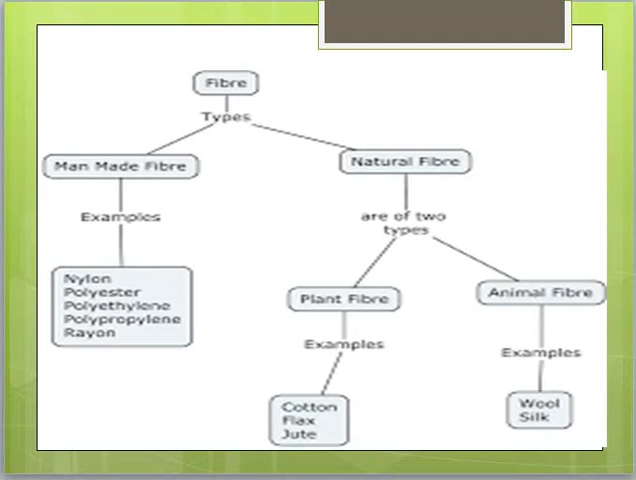 Fibre
Types
Man Made Fibre
Natural Fibre
Examples
are of two
types
Nylon
Polyester
Polyethylene
Polypropylene
Rayon
Plant Fibre
Animal Fibre
Examples
Examples
Cotton
Flax
Jute
Wool
Silk